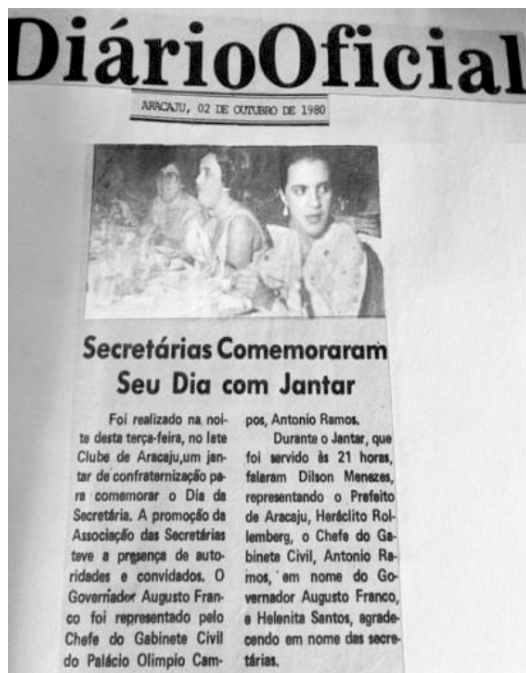 Diário Oficial
ARACAJU, 02 DE OUTUBRO DE 1980
Secretárias Comemoraram
Seu Dia com Jantar
Foi realizado na noi-
te desta terça-feira, no Iate
Clube de Aracaju,um jan-
tar de confraternização pa-
ra comemorar o Dia da
Secretária. A promoção da
Associação das Secretárias
teve a presença de auto-
ridades e convidados. O
Governador Augusto Fran-
co foi representado pelo
Chefe do Gabinete Civil
do Palácio Olimpio Cam-
pos, Antonio Ramos.
Durante o Jantar, que
foi servido às 21 horas,
falaram Dilson Menezes,
representando o Prefeito
de Aracaju, Heráclito Rol-
lemberg, o Chefe do Ga-
binete Civil, Antonio Ra-
mos, em nome do Go-
vernador Augusto Franco,
e Helenita Santos, agrade-
cendo em nome das secre-
tárias.